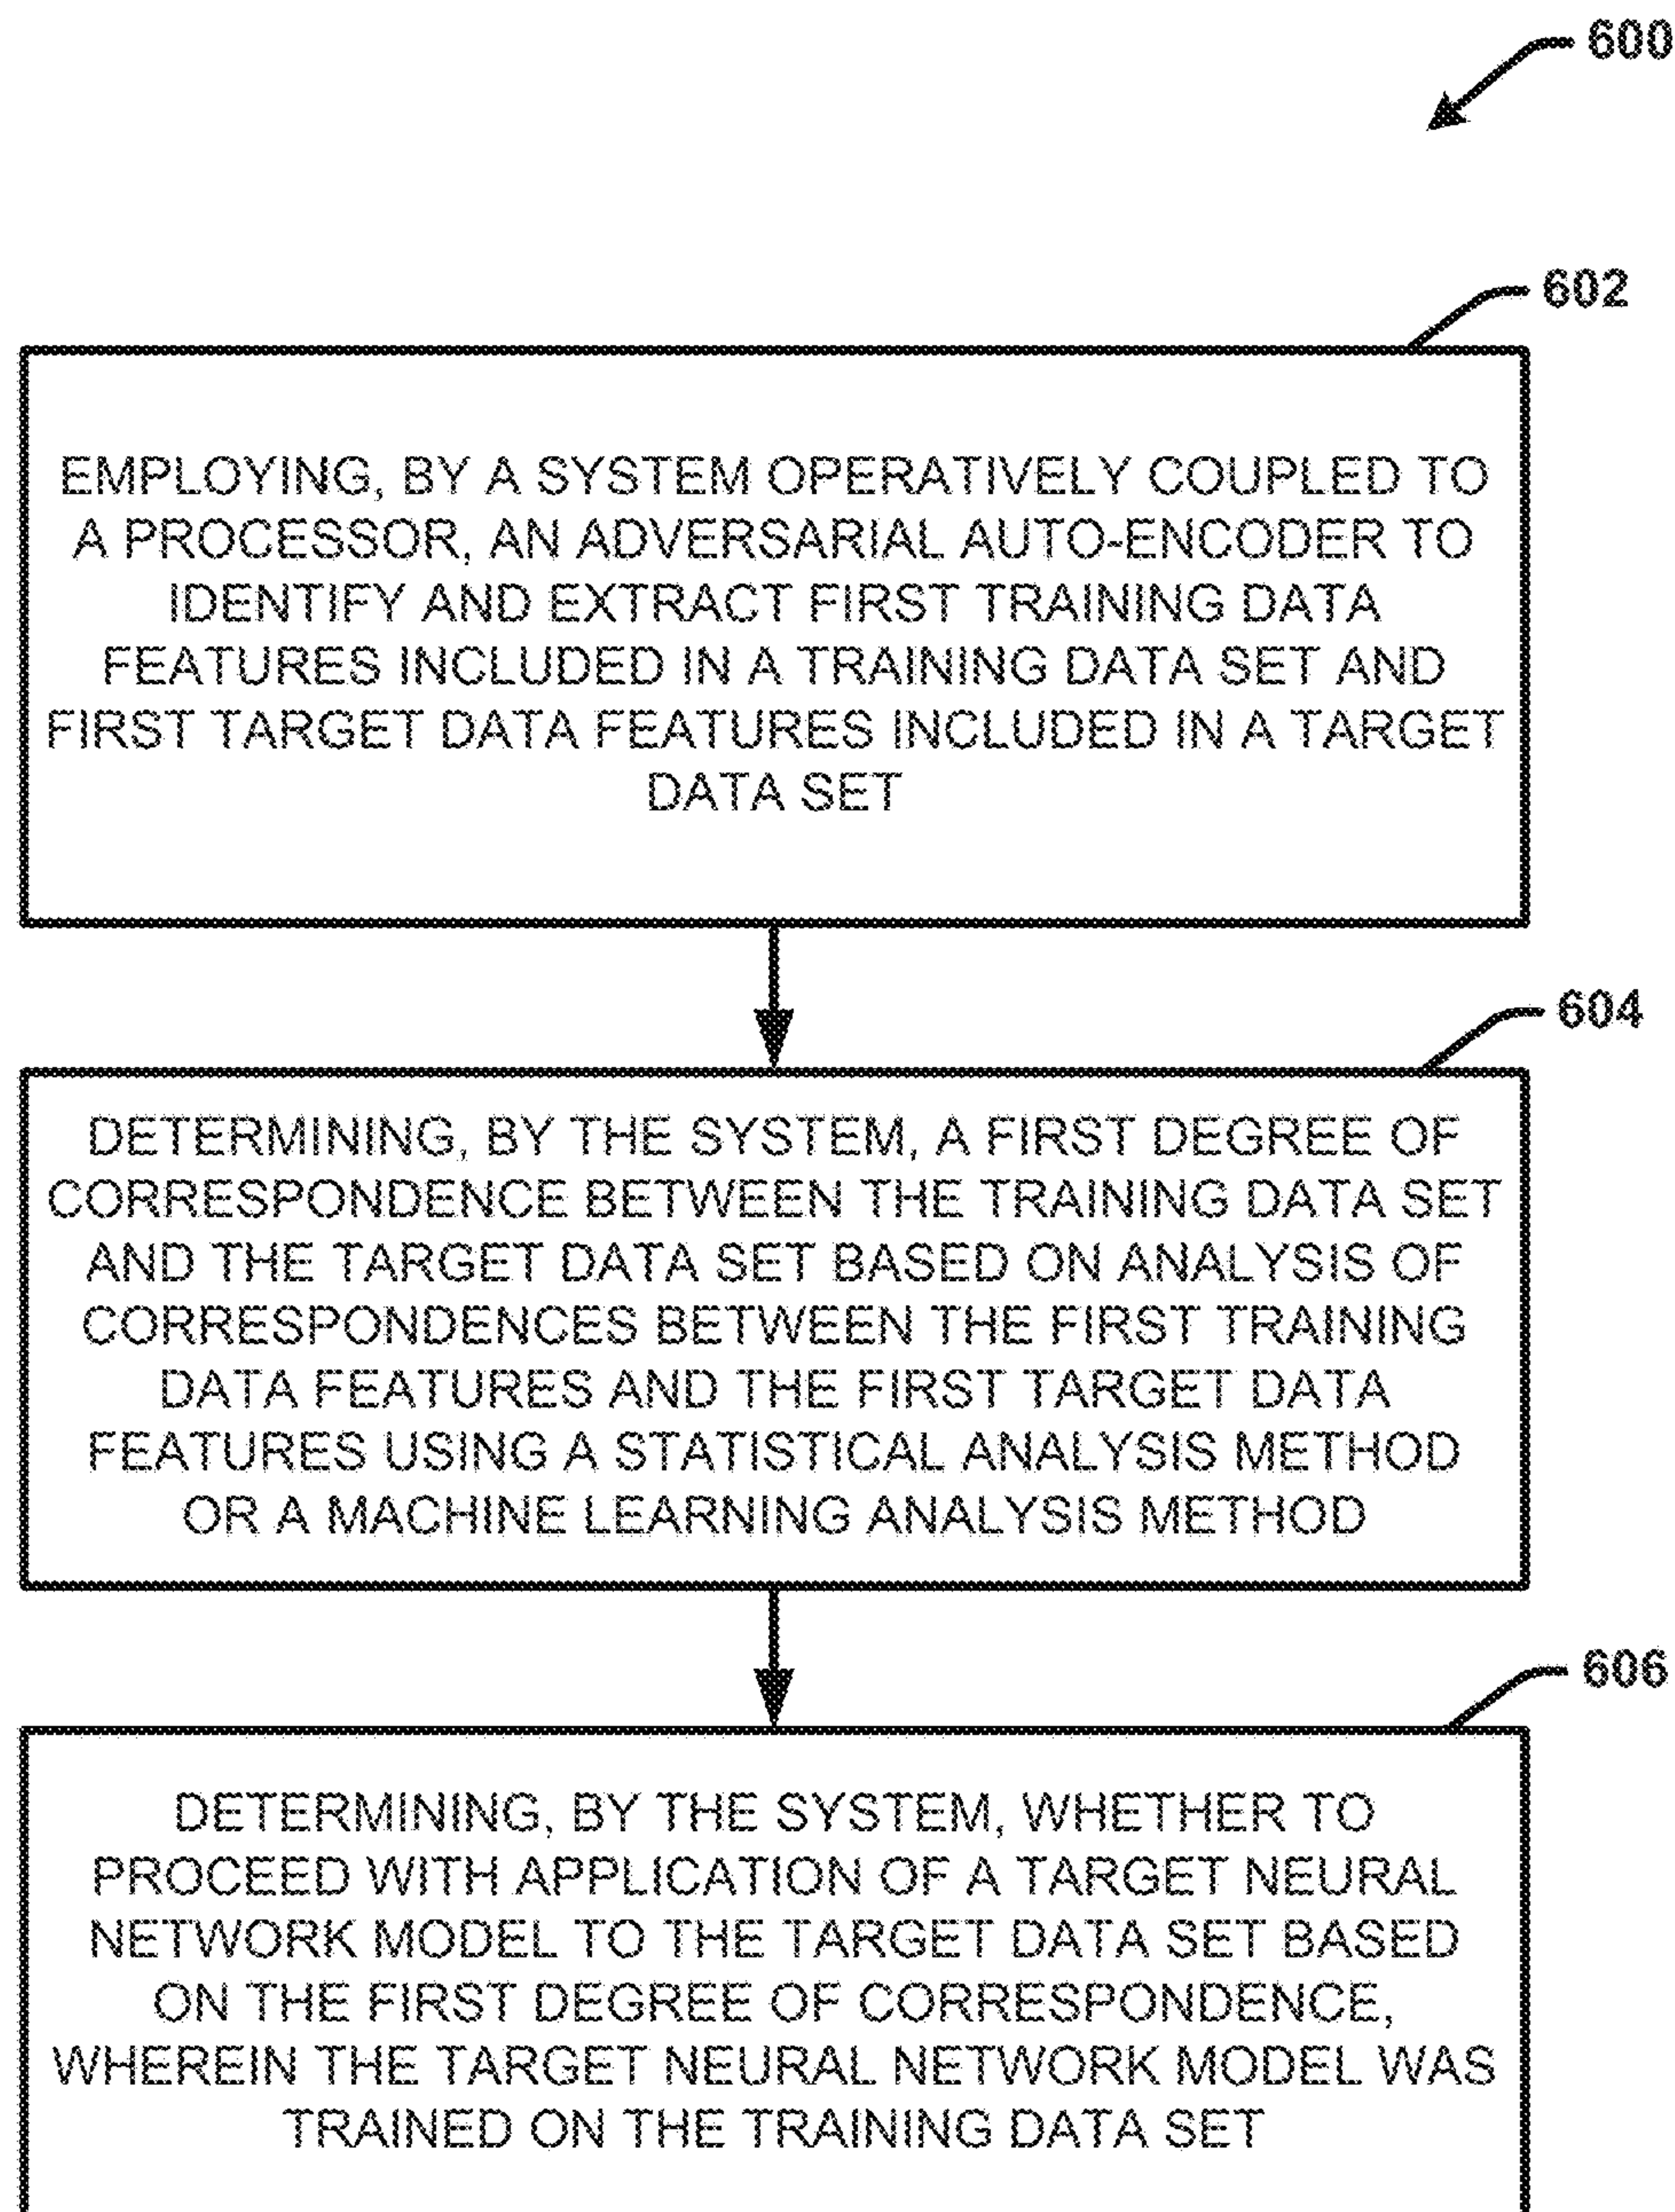 600
602
EMPLOYING, BY A SYSTEM OPERATIVELY COUPLED TO
A PROCESSOR, AN ADVERSARIAL AUTO-ENCODER TO
IDENTIFY AND EXTRACT FIRST TRAINING DATA
FEATURES INCLUDED IN A TRAINING DATA SET AND
FIRST TARGET DATA FEATURES INCLUDED IN A TARGET
DATA SET
604
DETERMINING, BY THE SYSTEM, A FIRST DEGREE OF
CORRESPONDENCE BETWEEN THE TRAINING DATA SET
AND THE TARGET DATA SET BASED ON ANALYSIS OF
CORRESPONDENCES BETWEEN THE FIRST TRAINING
DATA FEATURES AND THE FIRST TARGET DATA
FEATURES USING A STATISTICAL ANALYSIS METHOD
OR A MACHINE LEARNING ANALYSIS METHOD
606
DETERMINING, BY THE SYSTEM, WHETHER TO
PROCEED WITH APPLICATION OF A TARGET NEURAL
NETWORK MODEL TO THE TARGET DATA SET BASED
ON THE FIRST DEGREE OF CORRESPONDENCE,
WHEREIN THE TARGET NEURAL NETWORK MODEL WAS
TRAINED ON THE TRAINING DATA SET